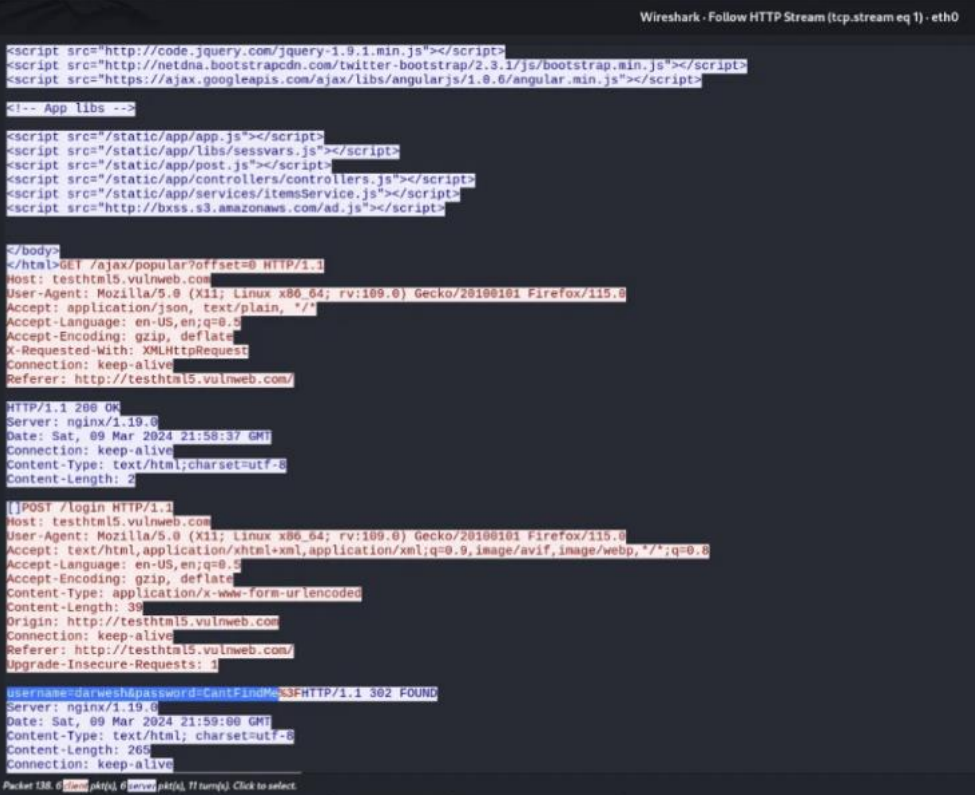 Wireshark · Follow HTTP Stream (tcp.stream eq 1) · eth0
<script src="http://code.jquery.com/jquery-1.9.1.min.js"></script>
<script src="http://netdna.bootstrapcdn.com/twitter-bootstrap/2.3.1/js/bootstrap.min.js"></script>
<script src="https://ajax.googleapis.com/ajax/libs/angularjs/1.0.6/angular.min.js"></script>
<!-- App libs -->
<script src="/static/app/app.js"></script>
<script src="/static/app/libs/sessvars.js"></script>
<script src="/static/app/post.js"></script>
<script src="/static/app/controllers/controllers.js"></script>
<script src="/static/app/services/itemsService.js"></script>
<script src="http://bxss.s3.amazonaws.com/ad.js"></script>
</body>
</html>GET /ajax/popular?offset=0 HTTP/1.1
Host: testhtml5.vulnweb.com
User-Agent: Mozilla/5.0 (X11; Linux x86_64; rv:109.0) Gecko/20100101 Firefox/115.0
Accept: application/json, text/plain, */*
Accept-Language: en-US,en;q=0.5
Accept-Encoding: gzip, deflate
X-Requested-With: XMLHttpRequest
Connection: keep-alive
Referer: http://testhtml5.vulnweb.com/
HTTP/1.1 200 OK
Server: nginx/1.19.0
Date: Sat, 09 Mar 2024 21:58:37 GMT
Connection: keep-alive
Content-Type: text/html;charset=utf-8
Content-Length: 2
[]POST /login HTTP/1.1
Host: testhtml5.vulnweb.com
User-Agent: Mozilla/5.0 (X11; Linux x86_64; rv:109.0) Gecko/20100101 Firefox/115.0
Accept: text/html,application/xhtml+xml,application/xml;q=0.9,image/avif,image/webp,*/*;q=0.8
Accept-Language: en-US,en;q=0.5
Accept-Encoding: gzip, deflate
Content-Type: application/x-www-form-urlencoded
Content-Length: 39
Origin: http://testhtml5.vulnweb.com
Connection: keep-alive
Referer: http://testhtml5.vulnweb.com/
Upgrade-Insecure-Requests: 1
username=darwesh&password=CantFindMe%3FHTTP/1.1 302 FOUND
Server: nginx/1.19.0
Date: Sat, 09 Mar 2024 21:59:00 GMT
Content-Type: text/html; charset=utf-8
Content-Length: 265
Connection: keep-alive
Packet 138. 6 client pkt(s), 6 server pkt(s), 11 turn(s). Click to select.